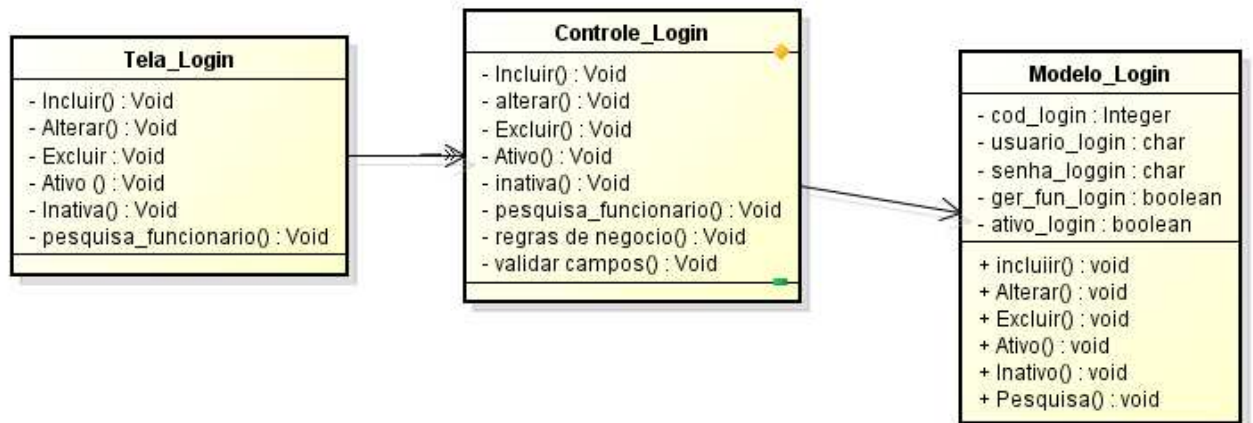 Tela_Login
- Incluir() : Void
- Alterar() : Void
- Excluir : Void
- Ativo () : Void
- Inativa() : Void
- pesquisa_funcionario() : Void
Controle_Login
- Incluir() : Void
- alterar() : Void
- Excluir() : Void
- Ativo() : Void
- inativa() : Void
- pesquisa_funcionario() : Void
- regras de negocio() : Void
- validar campos() : Void
Modelo_Login
- cod_login : Integer
- usuario_login : char
- senha_loggin : char
- ger_fun_login : boolean
- ativo_login : boolean
+ incluiir() : void
+ Alterar() : void
+ Excluir() : void
+ Ativo() : void
+ Inativo() : void
+ Pesquisa() : void